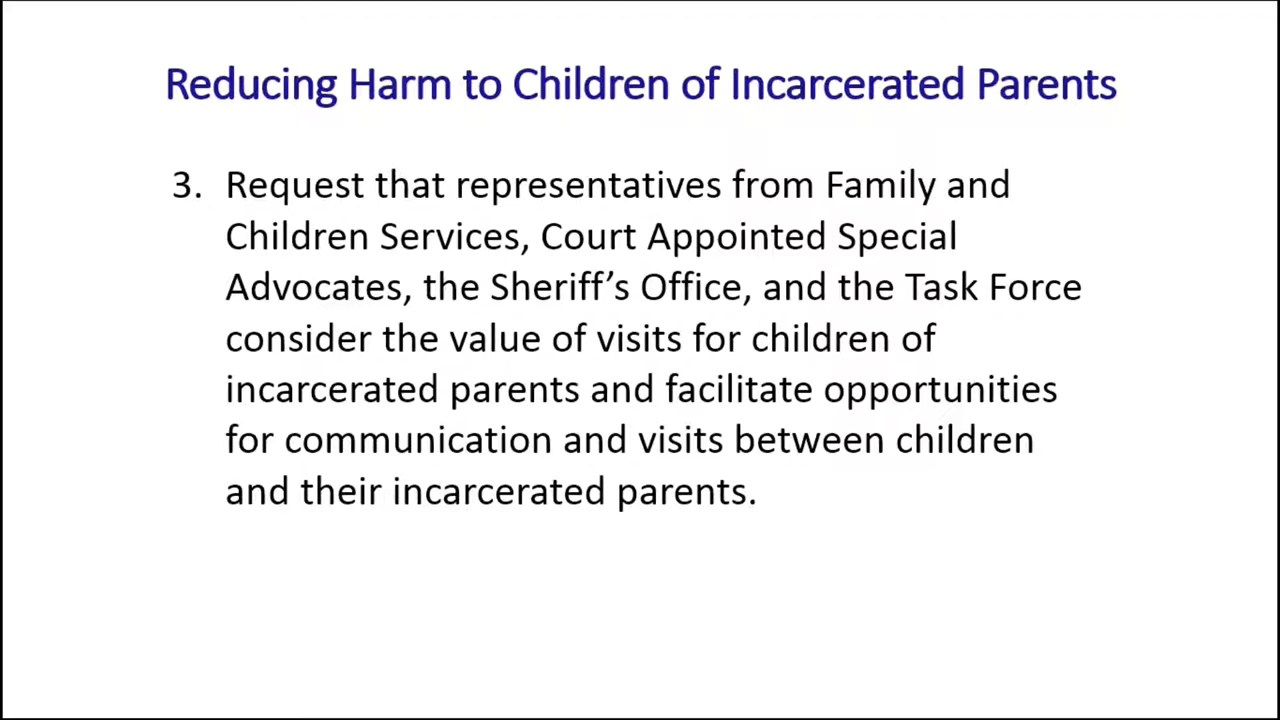 Reducing Harm to Children of Incarcerated Parents
3. Request that representatives from Family and
Children Services, Court Appointed Special
Advocates, the Sheriff’s Office, and the Task Force
consider the value of visits for children of
incarcerated parents and facilitate opportunities
for communication and visits between children
and their incarcerated parents.